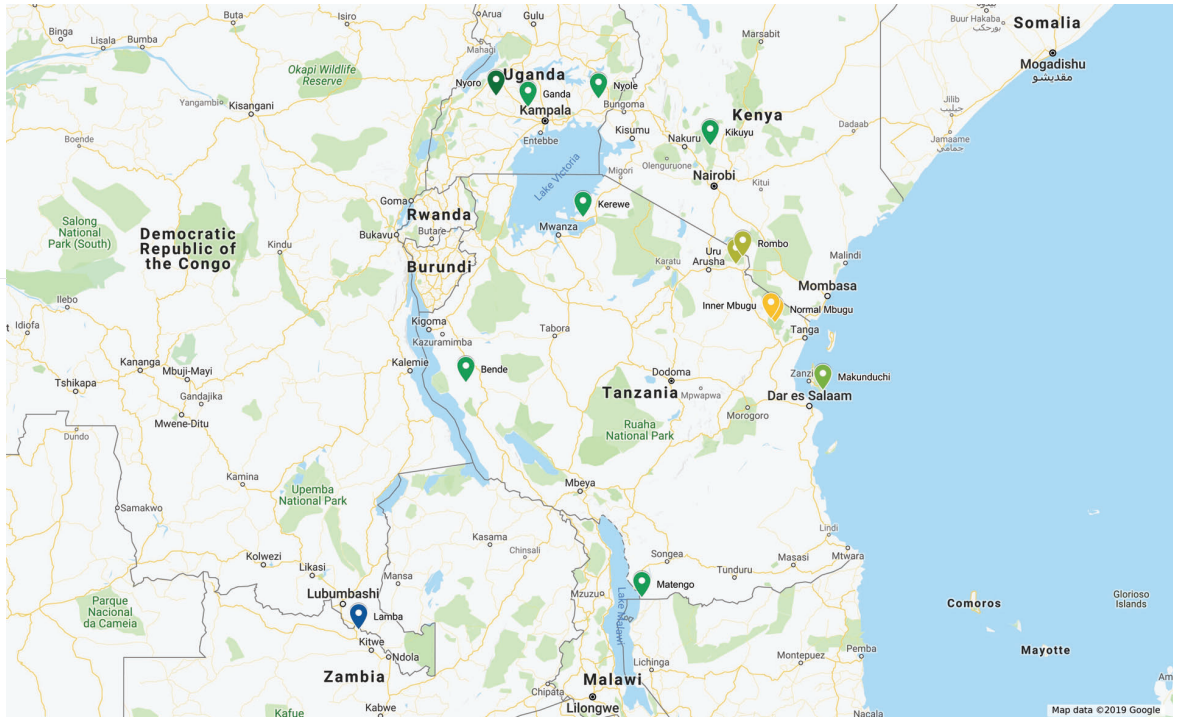 Somalia
Buur Hakaba
بورحكبة
Mogadishu
مقديشو
Jilib
جيليب
Jamaame
جمامي
Binga
Lisala
Bumba
Buta
Isiro
Arua
Gulu
Mahagi
Marsabit
Okapi Wildlife
Reserve
Nyoro
Uganda
Ganda
Kampala
Nyole
Bungoma
Yangambi
Kisangani
Entebbe
Kisumu
Kenya
Nakuru
Kikuyu
Dadaab
Boende
Olenguruone
Lake Victoria
Migori
Nairobi
Kitui
Goma
Rwanda
Butare
Kerewe
Mwanza
Salong
National
Park (South)
Democratic
Republic of
the Congo
Kindu
Bukavu
Burundi
Uru
Rombo
Arusha
Karatu
Malindi
Mombasa
Ilebo
Idiofa
Kigoma
Kazuramimba
Tabora
Inner Mbugu
Normal Mbugu
Tanga
Kananga
Mbuji-Mayi
Tshikapa
Gandajika
Mwene-Ditu
Kalemie
Bende
Dodoma
Mpwapwa
Tanzania
Zanzi
Makunduchi
Dar es Salaam
Morogoro
Ruaha
National Park
Dundo
Kamina
Upemba
National Park
Samakwo
Mbeya
Kasama
Chinsali
Lindi
Mtwara
Masasi
Songea
Tunduru
Kolwezi
Likasi
Mansa
Lubumbashi
Lamba
Mzuzu
Matengo
Lake Malawi
Parque
Nacional
da Cameia
Kitwe
Ndola
Zambia
Malawi
Lichinga
Montepuez
Pemba
Comoros
Glorioso
Islands
Mayotte
Chipata
Lilongwe
Kabwe
Kafue
Nacala
Am
Map data ©2019 Google